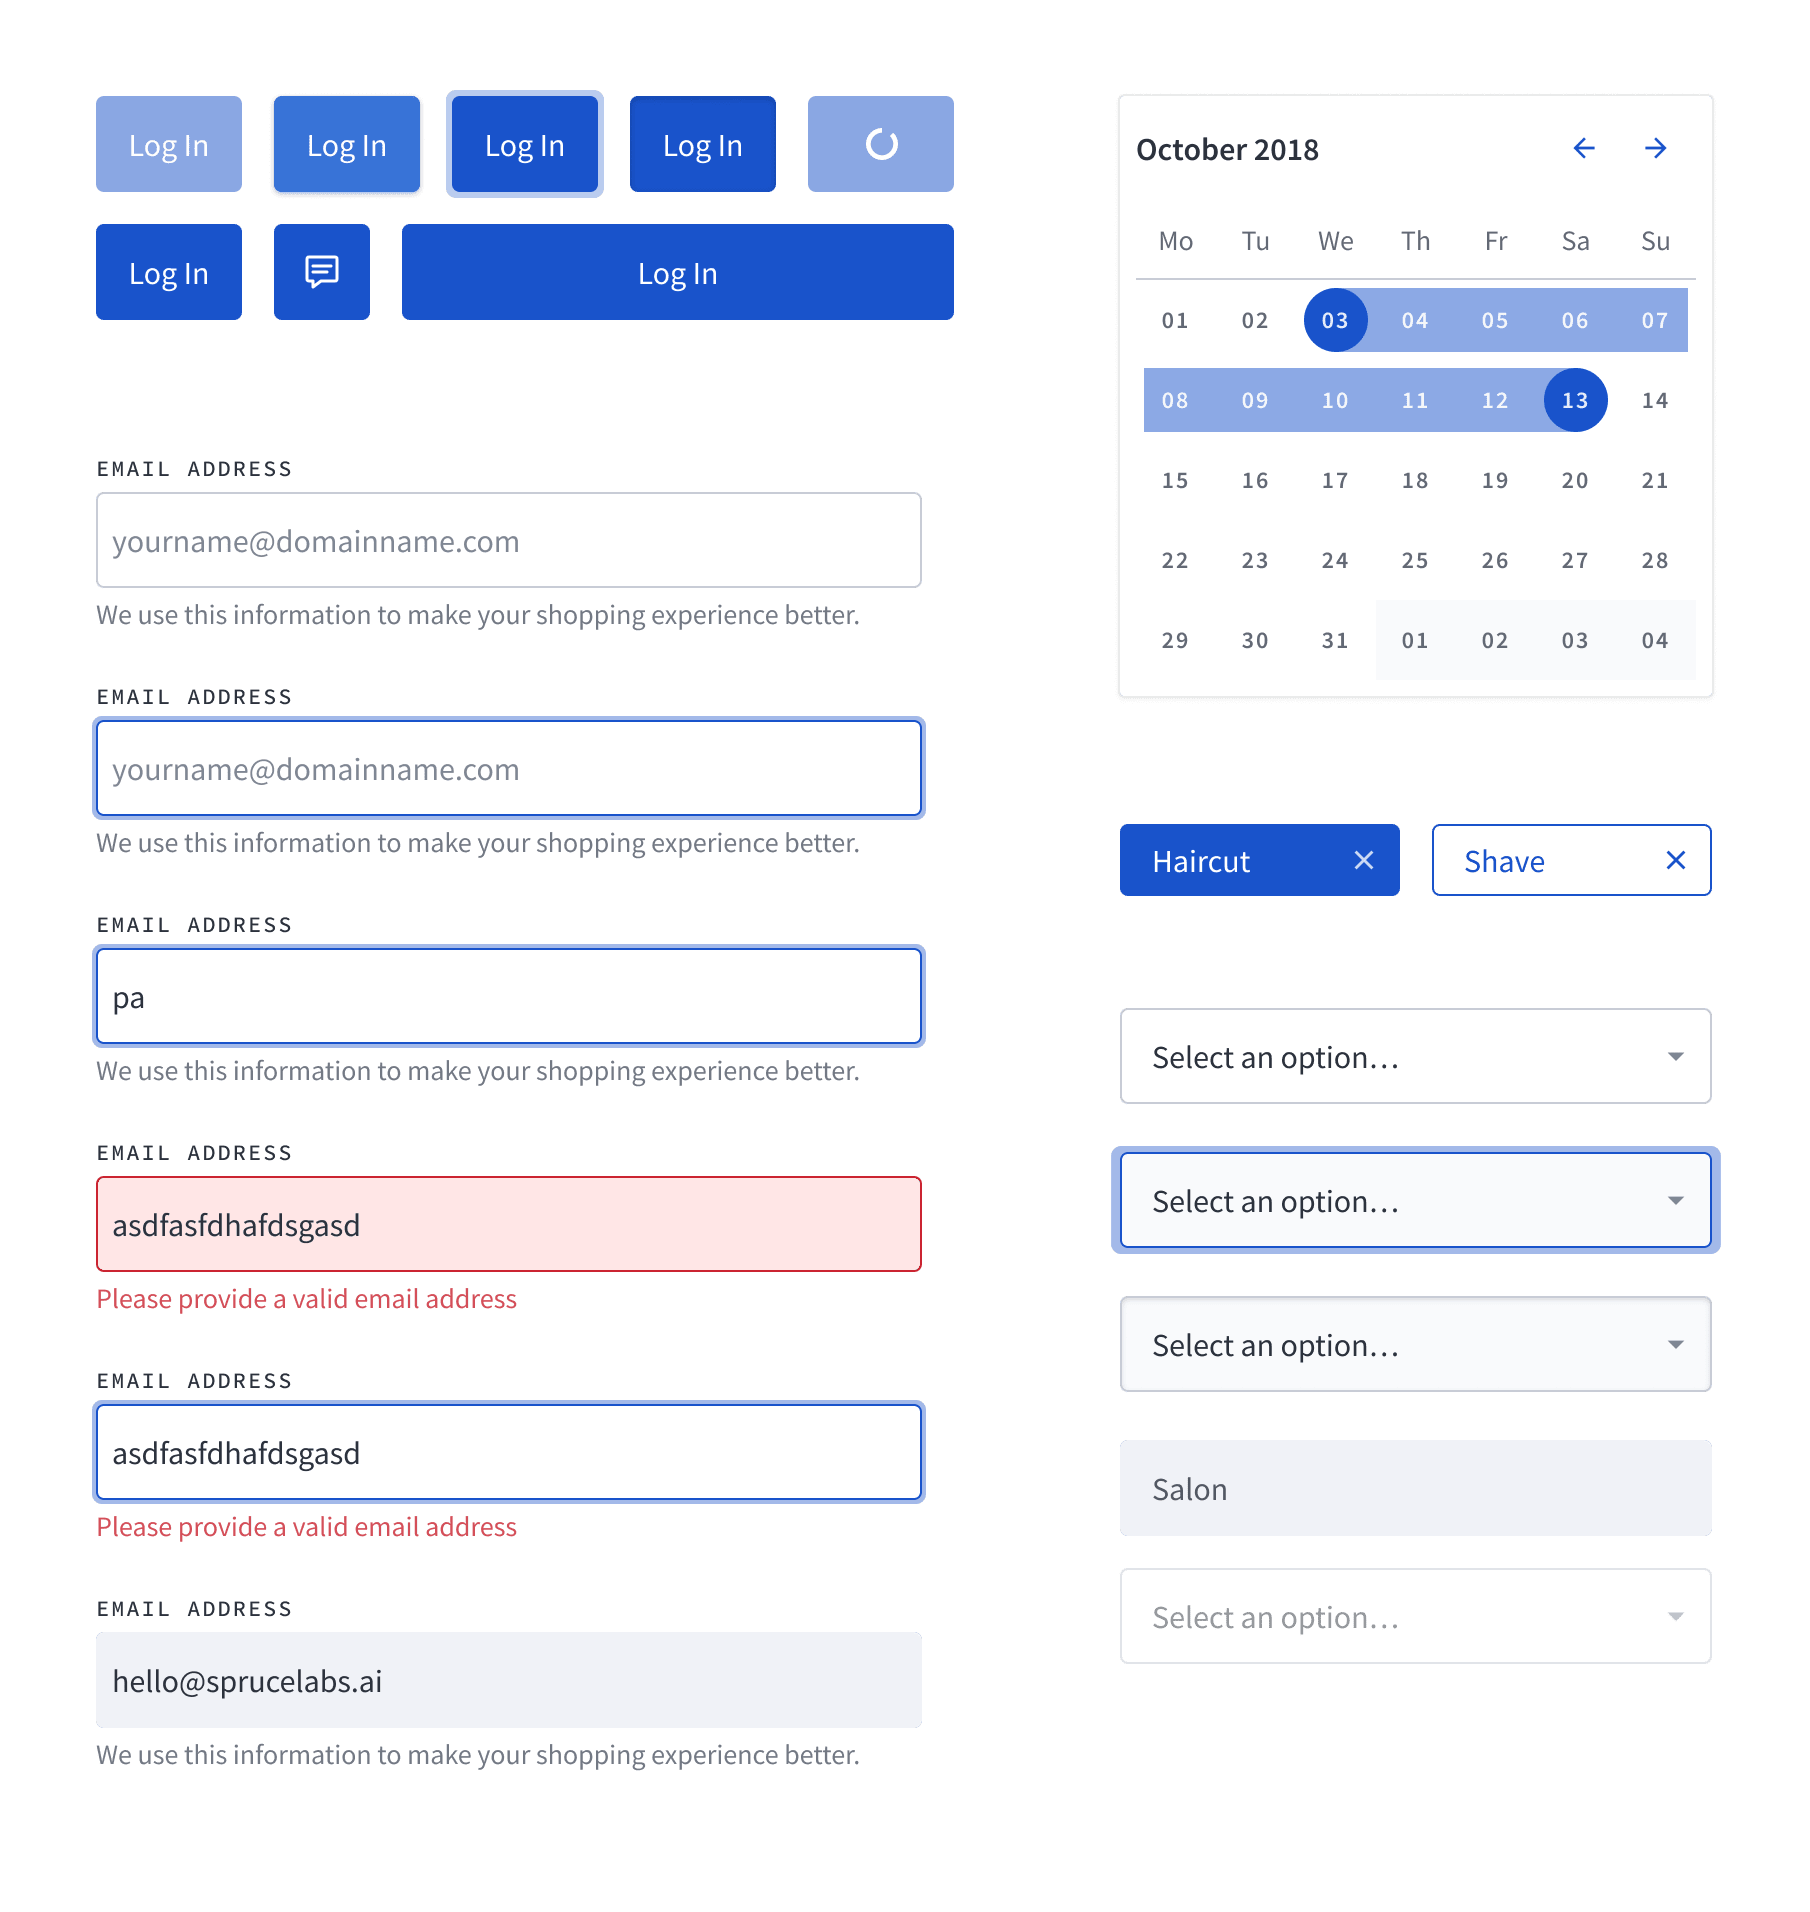 Log In Log In Log In Log In
Log In Log In
EMAIL ADDRESS
yourname@domainname.com
We use this information to make your shopping experience better.
EMAIL ADDRESS
yourname@domainname.com
We use this information to make your shopping experience better.
EMAIL ADDRESS
pa
We use this information to make your shopping experience better.
EMAIL ADDRESS
asdfasfdhafdsgasd
Please provide a valid email address
EMAIL ADDRESS
asdfasfdhafdsgasd
Please provide a valid email address
EMAIL ADDRESS
hello@sprucelabs.ai
We use this information to make your shopping experience better.
October 2018
Mo Tu We Th Fr Sa Su
01 02 03 04 05 06 07
08 09 10 11 12 13 14
15 16 17 18 19 20 21
22 23 24 25 26 27 28
29 30 31 01 02 03 04
Haircut Shave
Select an option...
Select an option...
Select an option...
Salon
Select an option...